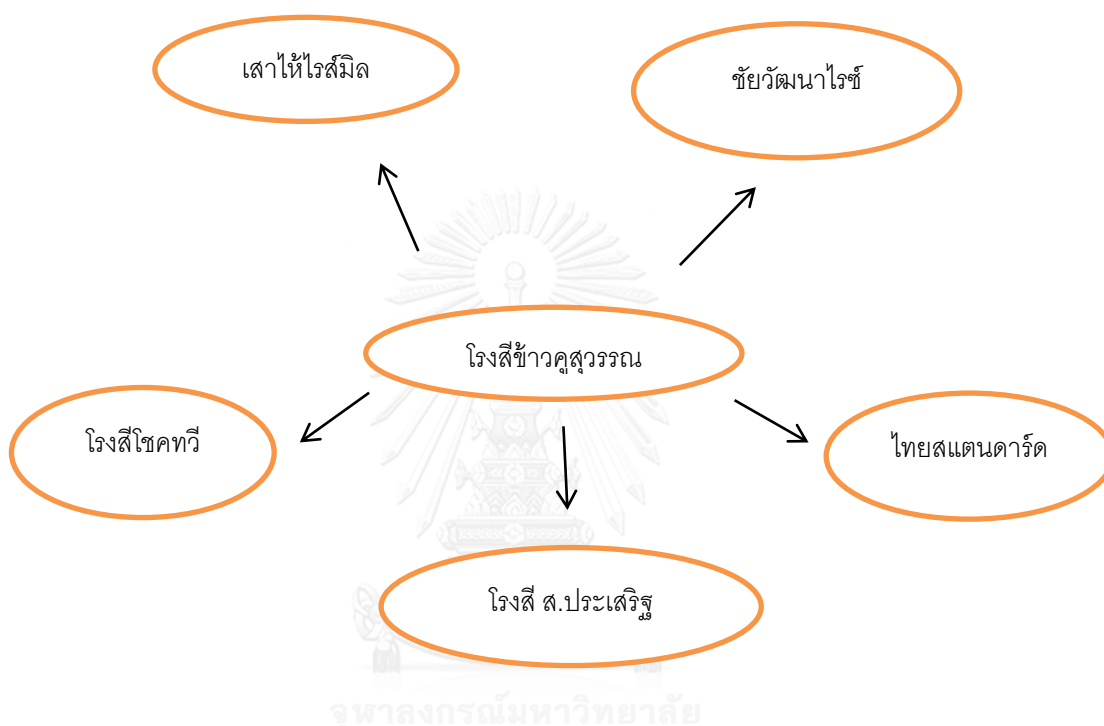 เสาไห้ไรส์มิล
ชัยวัฒนาไรซ์
โรงสีข้าวคูสุวรรณ
โรงสีโชคทวี
ไทยสแตนดาร์ด
โรงสี ส.ประเสริฐ
จุฬาลงกรณ์มหาวิทยาลัย